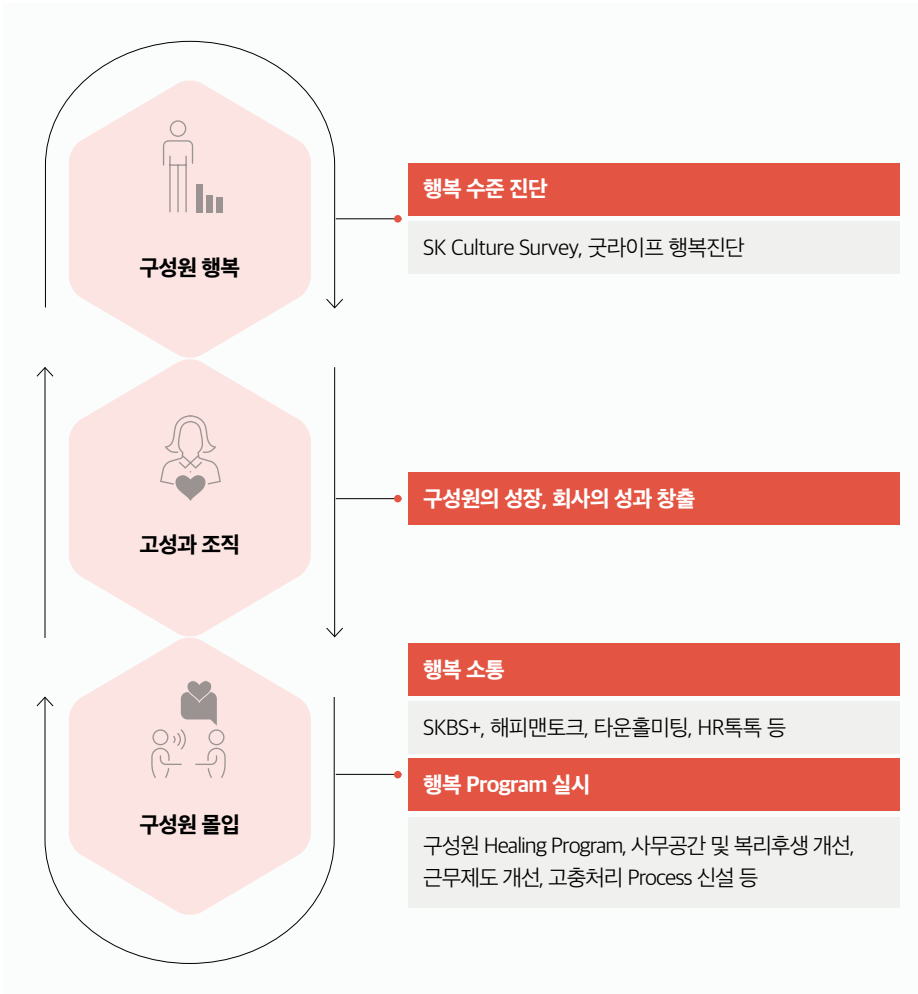 구성원 행복
행복 수준 진단
SK Culture Survey, 굿라이프 행복진단
고성과 조직
구성원의 성장, 회사의 성과 창출
구성원 몰입
행복 소통
SKBS+, 해피맨토크, 타운홀미팅, HR톡톡 등
행복 Program 실시
구성원 Healing Program, 사무공간 및 복리후생 개선,
근무제도 개선, 고충처리 Process 신설 등